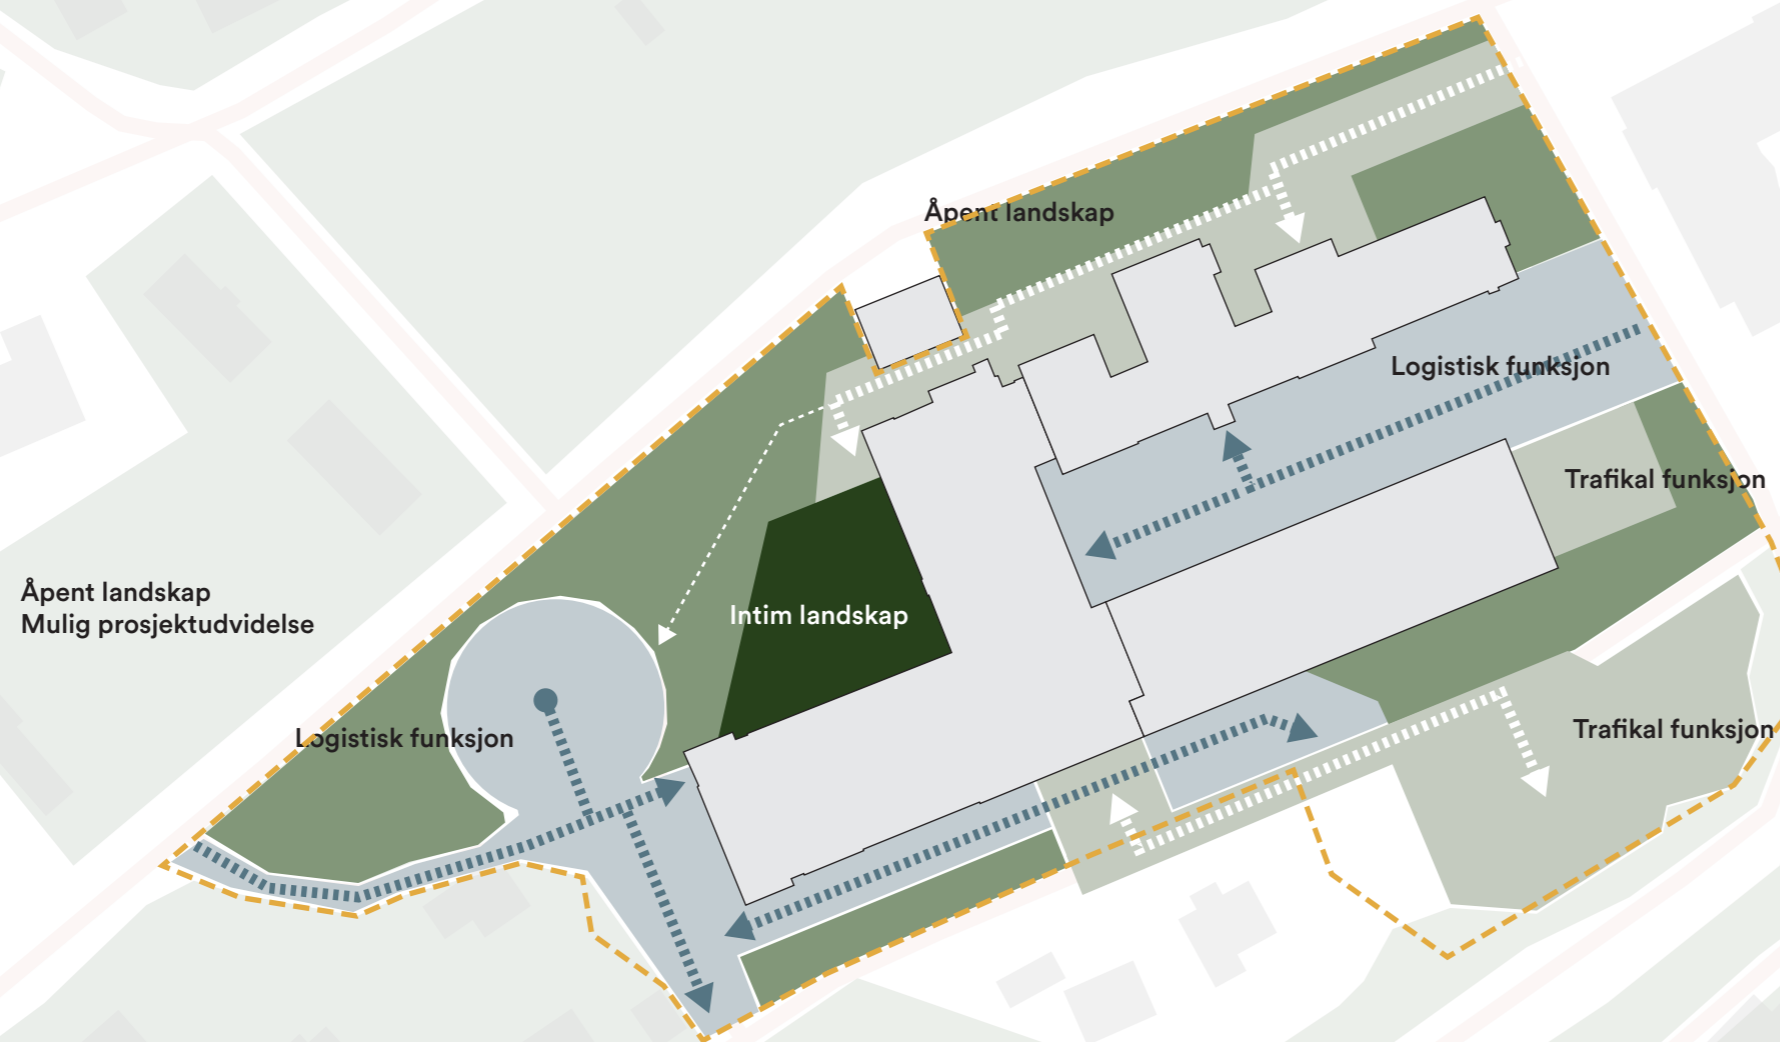 Åpent landskap
Logistisk funksjon
Trafikal funksjon
Åpent landskap
Mulig prosjektudvidelse
Intim landskap
Logistisk funksjon
Trafikal funksjon